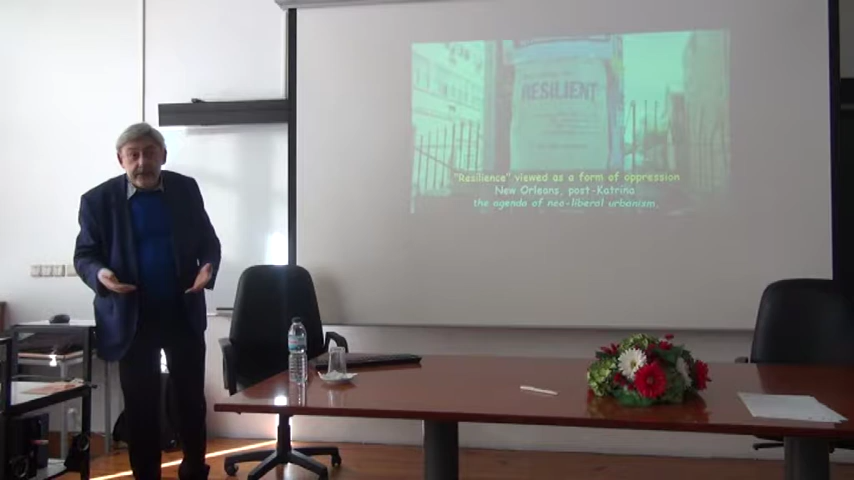 RESILIENT
"Resilience" viewed as a form of oppression
New Orleans, post-Katrina
the agenda of neo-liberal urbanism.